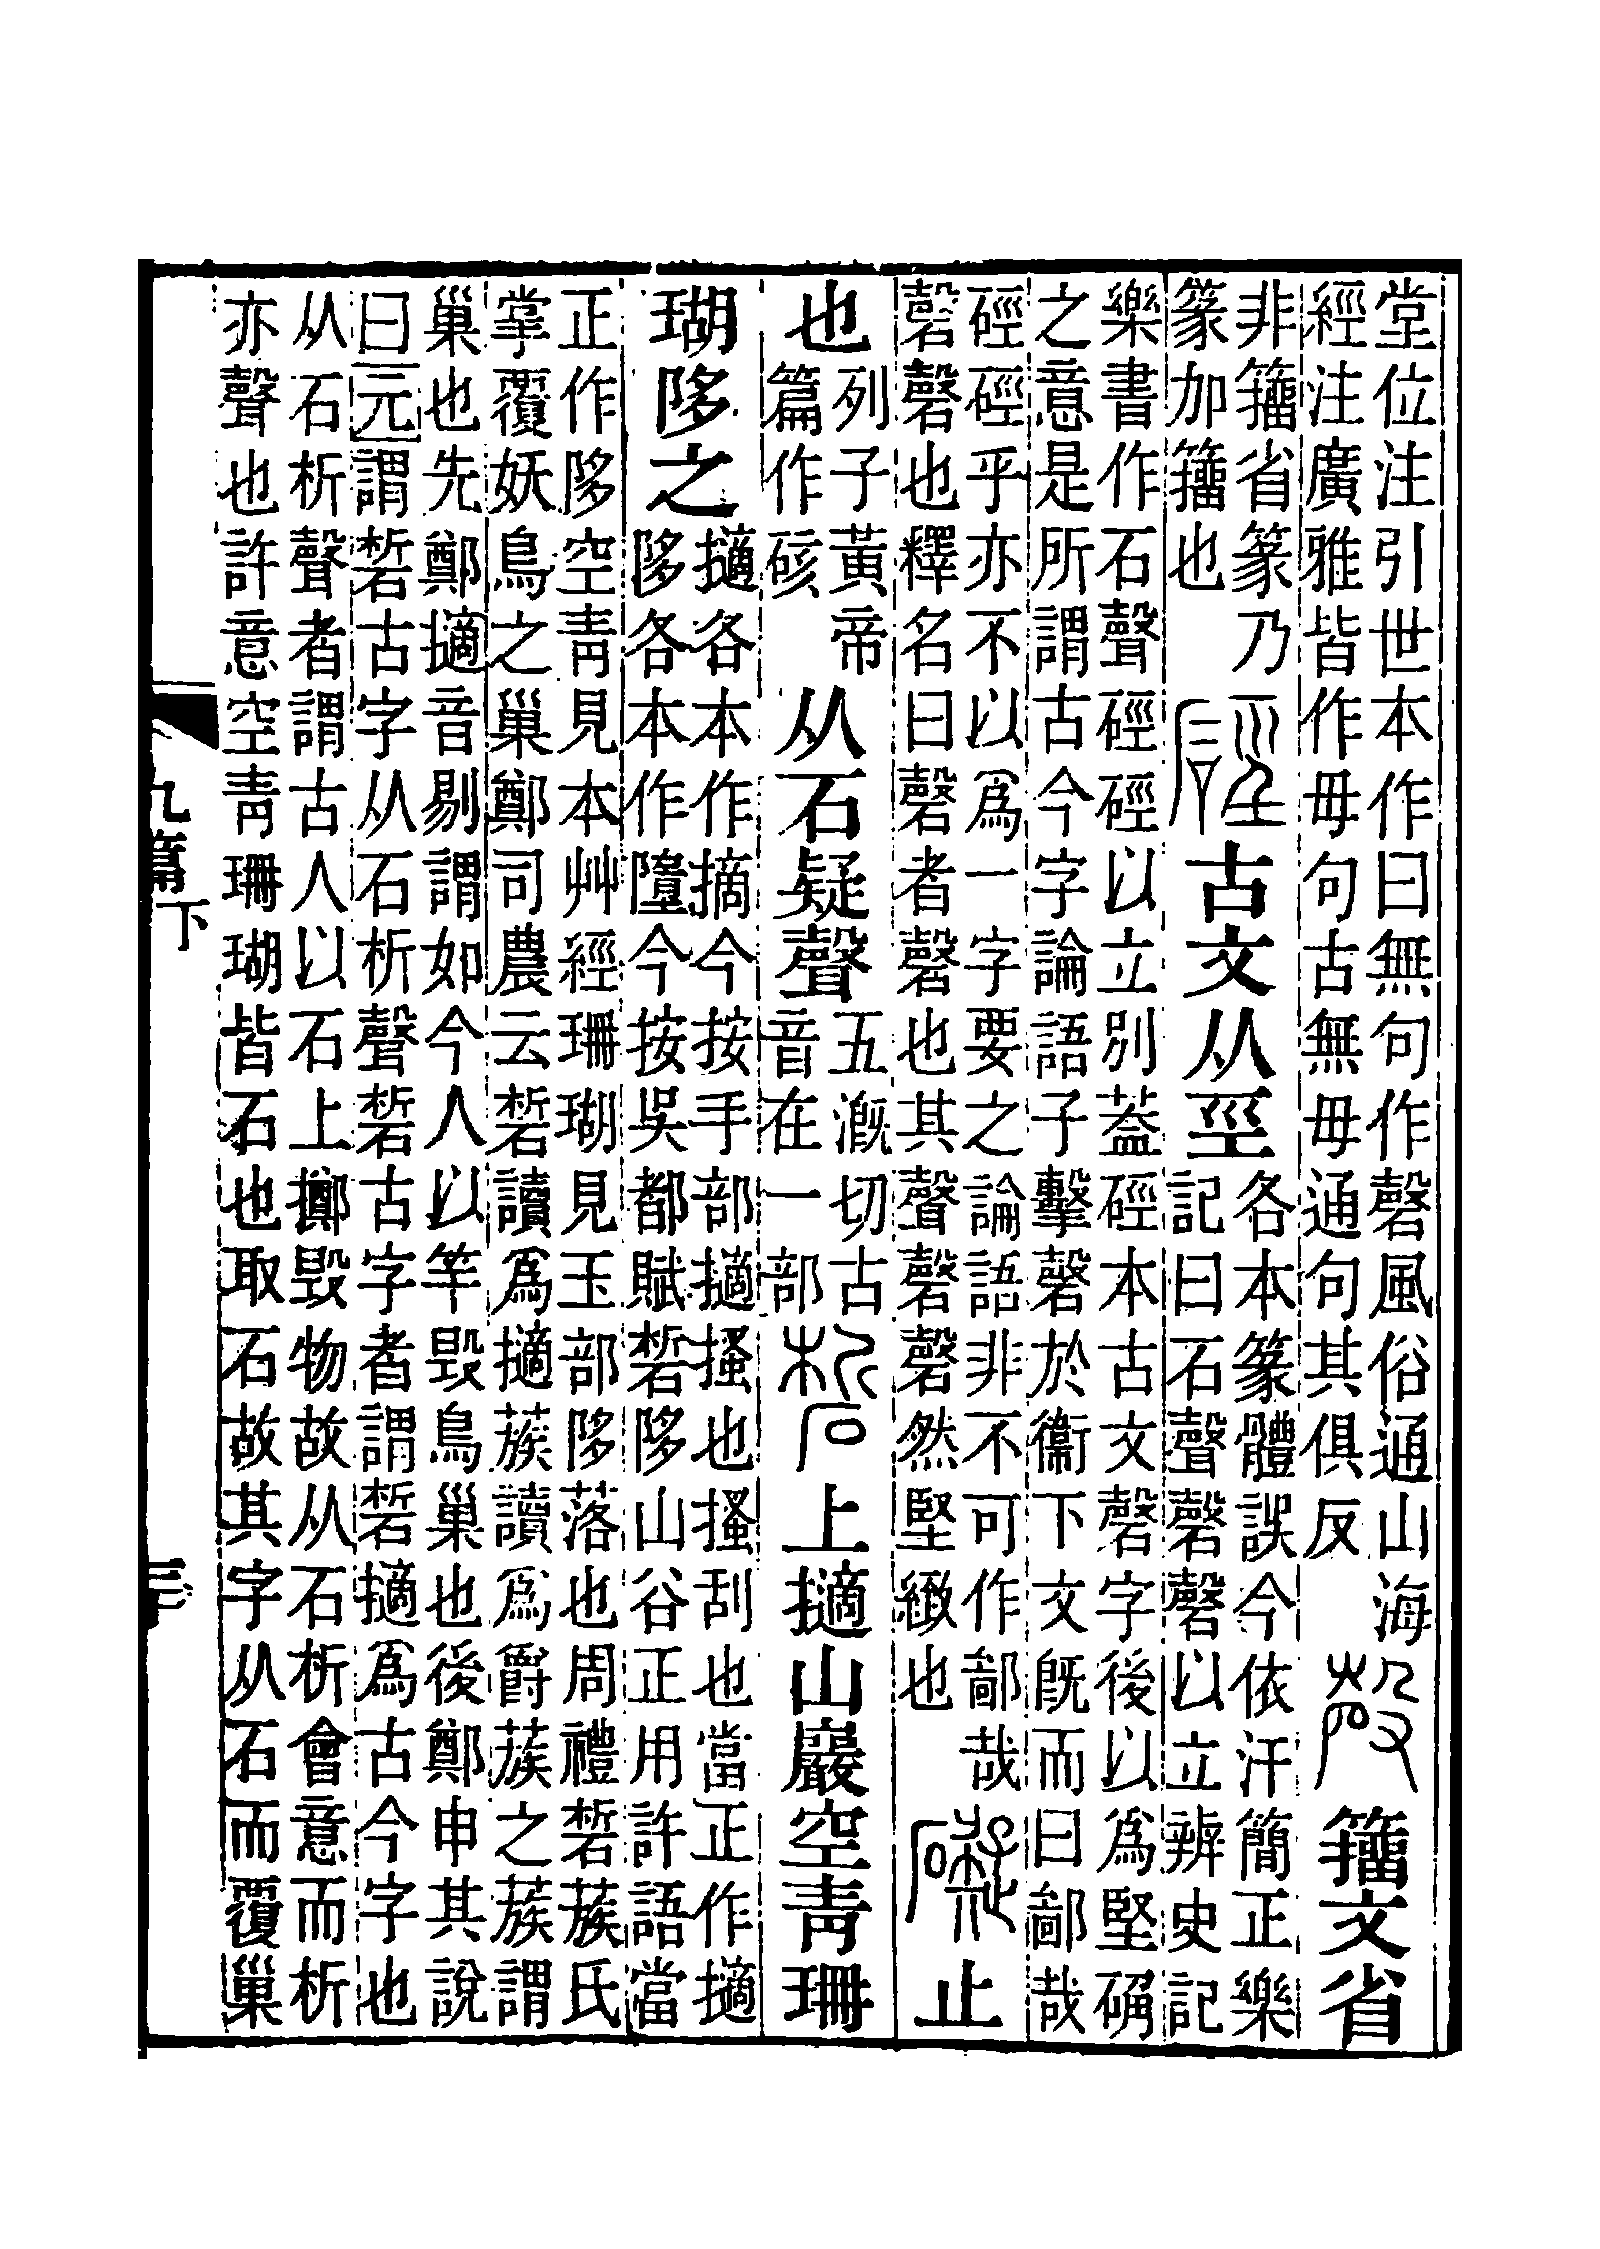 堂位注引世本作曰無句作磬風俗通山海
經注廣雅皆作毋句古無毋通句其俱反
殸籒文省
非籒省篆乃
篆加籒也
硜古文从巠
各本篆體誤今依汗簡正樂
記曰石聲磬磬以立辨史記
樂書作石聲硜硜以立別葢硜本古文磬字後以爲堅确
之意是所謂古今字論語子擊磬於衞下文旣而曰鄙哉
硜硜乎亦不以爲一字要之論語非不可作鄙哉
磬磬也釋名曰磬者磬也其聲磬磬然堅緻也
礙止
也
列子黃帝
篇作硋
从石疑聲
五漑切古
音在一部
硩上擿山巖空青珊
瑚陊之
擿各本作摘今按手部擿搔也搔刮也當正作擿
陊各本作墮今按吳都賦硩陊山谷正用許語當
正作陊空青見本艸經珊瑚見玉部陊落也周禮硩蔟氏
掌覆妖鳥之巢鄭司農云硩讀爲擿蔟讀爲爵蔟之蔟謂
巢也先鄭擿音剔謂如今人以竿毁鳥巢也後鄭申其說
曰元謂硩古字从石析聲硩古字者謂硩擿爲古今字也
从石析聲者謂古人以石上擲毁物故从石析會意而析
亦聲也許意空青珊瑚皆石也取石故其字从石而覆巢
九篇下